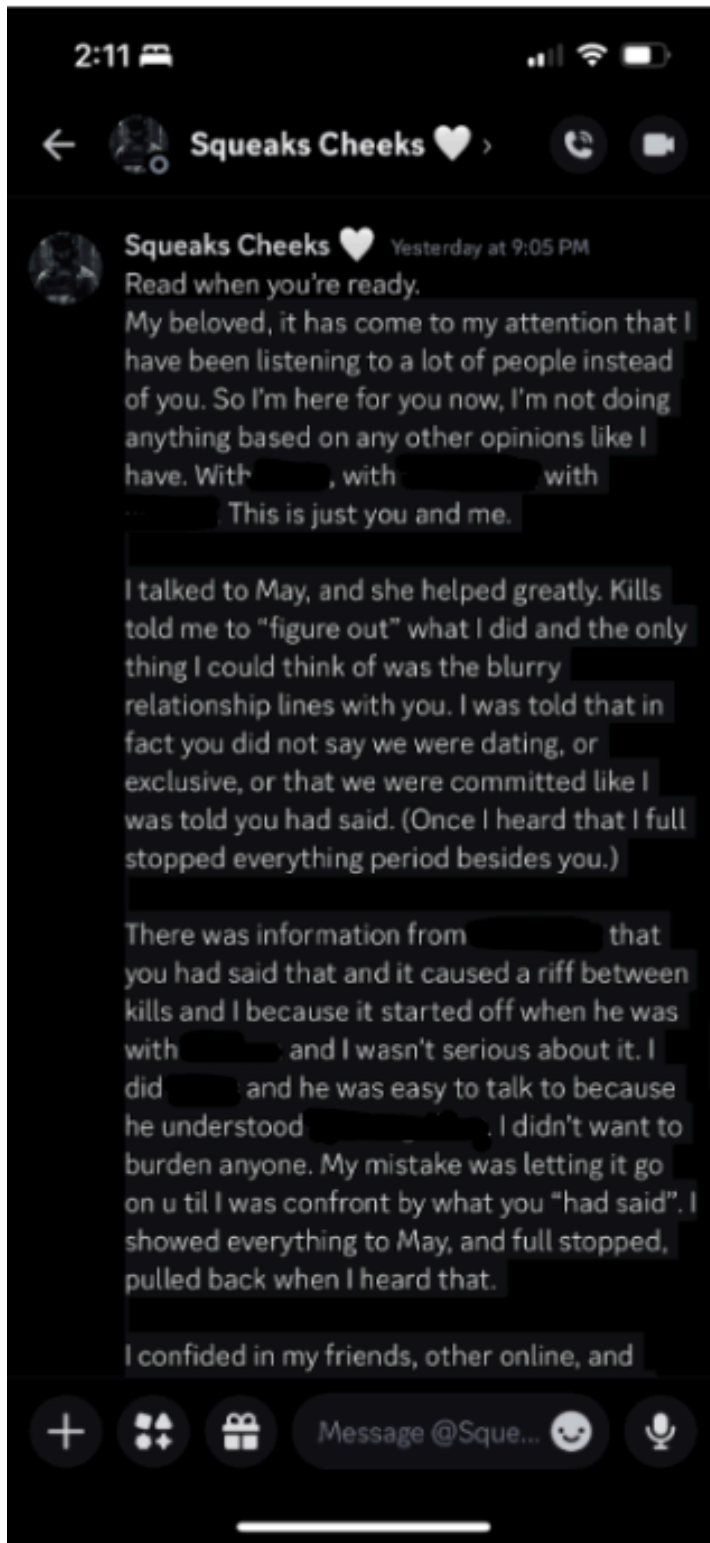 2:11
Squeaks Cheeks 🤍 ›
Squeaks Cheeks 🤍 Yesterday at 9:05 PM
Read when you're ready.
My beloved, it has come to my attention that I
have been listening to a lot of people instead
of you. So I'm here for you now, I'm not doing
anything based on any other opinions like I
have. With , with with
. This is just you and me.
I talked to May, and she helped greatly. Kills
told me to “figure out” what I did and the only
thing I could think of was the blurry
relationship lines with you. I was told that in
fact you did not say we were dating, or
exclusive, or that we were committed like I
was told you had said. (Once I heard that I full
stopped everything period besides you.)
There was information from that
you had said that and it caused a riff between
kills and I because it started off when he was
with and I wasn't serious about it. I
did and he was easy to talk to because
he understood . I didn't want to
burden anyone. My mistake was letting it go
on u til I was confront by what you “had said”. I
showed everything to May, and full stopped,
pulled back when I heard that.
I confided in my friends, other online, and
Message @Sque...